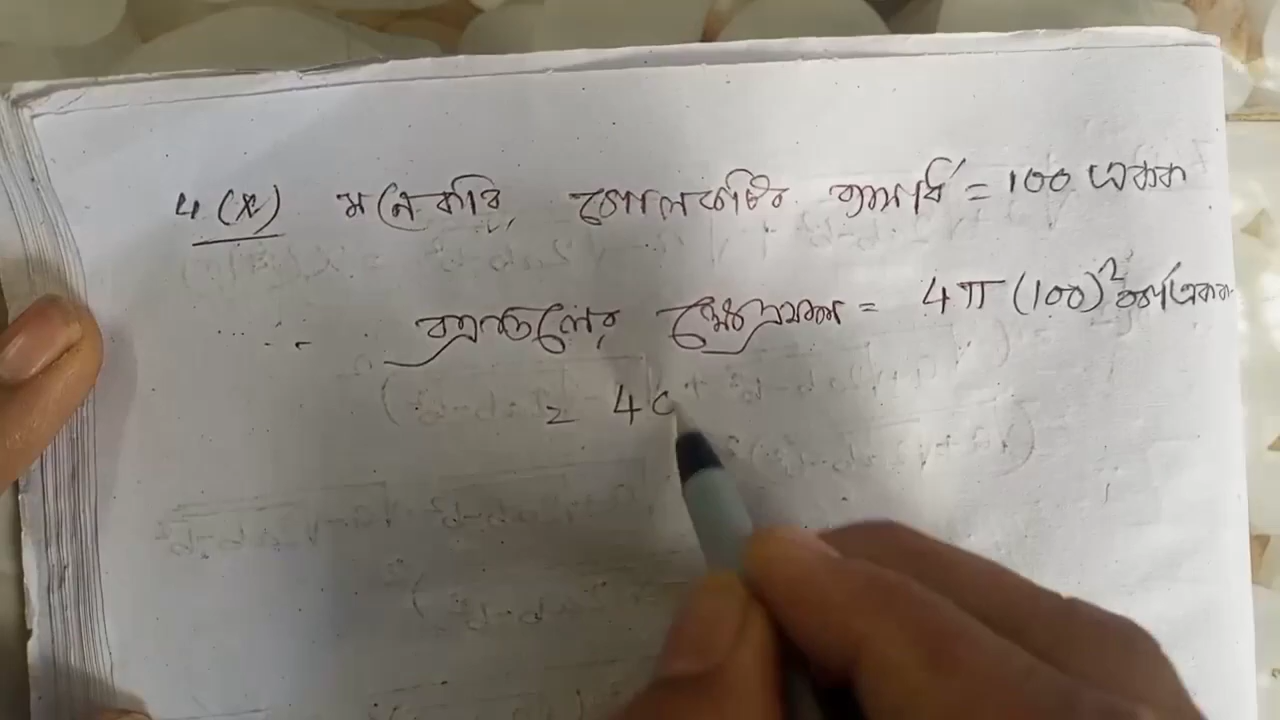 4 (x) মনেকরি, গোলকটির ব্যাসার্ধ = 100 একক
∴ বক্রতলের ক্ষেত্রফল = 4π (100)² বর্গএকক
= 40